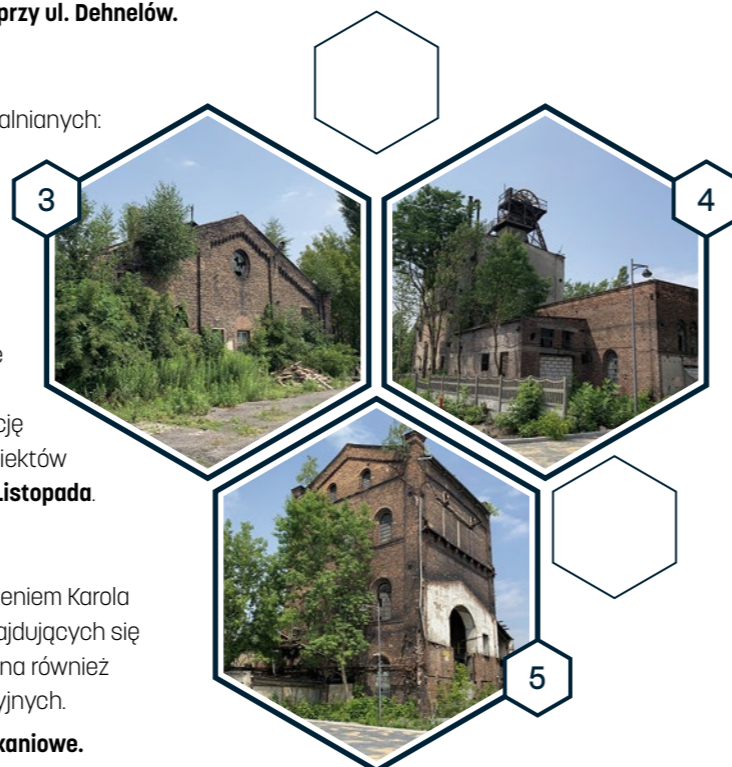 przy ul. Dehnelów.
alnianych:
3
4
e
cję
iektów
Listopada.
eniem Karola
ajdujących się
na również
yjnych.
kaniowe.
5